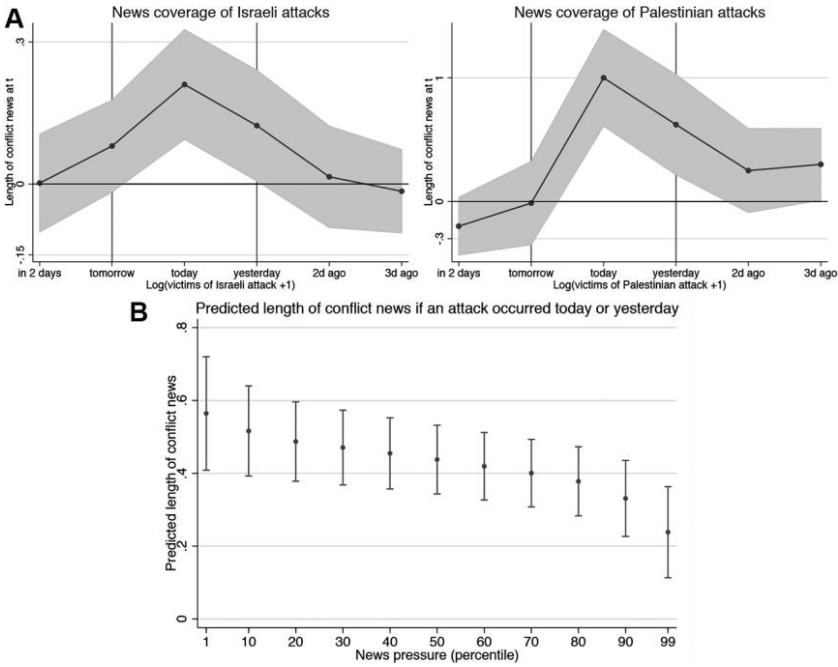 A
News coverage of Israeli attacks
Length of conflict news at t
.3
0
-.15
in 2 days tomorrow today yesterday 2d ago 3d ago
Log(victims of Israeli attack +1)
News coverage of Palestinian attacks
Length of conflict news at t
1
0
-.3
in 2 days tomorrow today yesterday 2d ago 3d ago
Log(victims of Palestinian attack +1)
B
Predicted length of conflict news if an attack occurred today or yesterday
Predicted length of conflict news
.8
.6
.4
.2
0
1 10 20 30 40 50 60 70 80 90 99
News pressure (percentile)